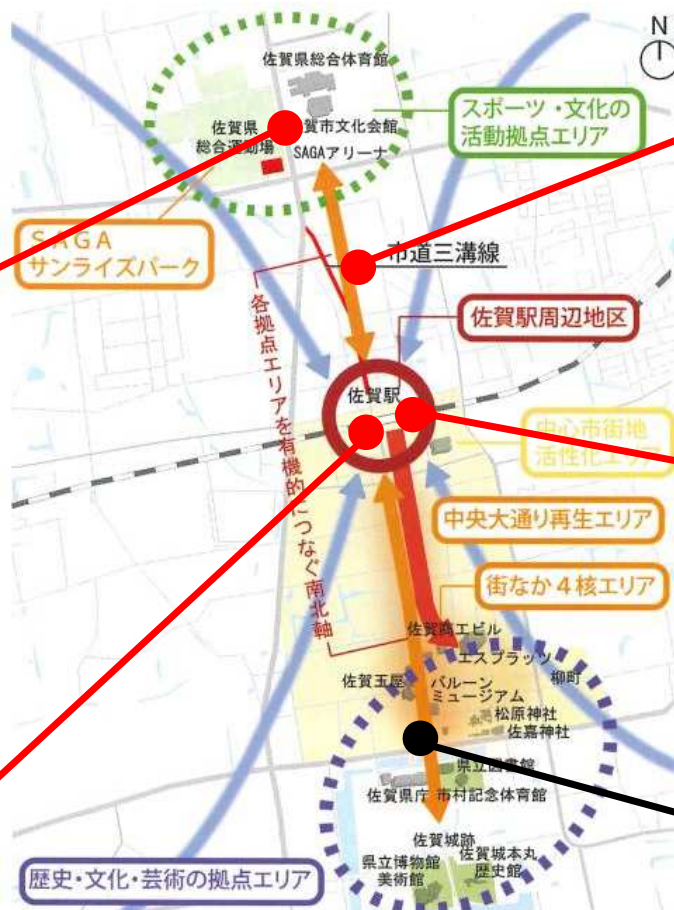 N
佐賀県総合体育館
佐賀県
総合運動場
賀市文化会館
SAGAアリーナ
スポーツ・文化の
活動拠点エリア
SAGA
サンライズパーク
市道三溝線
各拠点エリアを有機的につなぐ南北軸
佐賀駅周辺地区
佐賀駅
中心市街地
活性化エリア
中央大通り再生エリア
街なか4核エリア
佐賀商工ビル
エスプラッツ
佐賀玉屋
バルーン
ミュージアム
柳町
松原神社
佐嘉神社
県立図書館
佐賀県庁
市村記念体育館
佐賀城跡
県立博物館
美術館
佐賀城本丸
歴史館
歴史・文化・芸術の拠点エリア